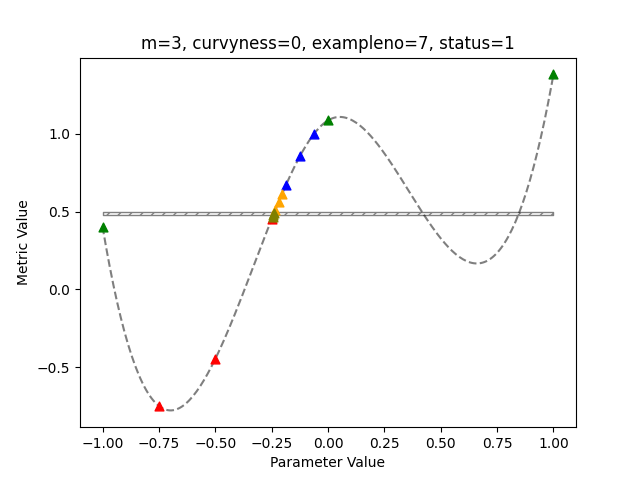 m=3, curvyness=0, exampleno=7, status=1
Metric Value
1.0
0.5
0.0
−0.5
−1.00 −0.75 −0.50 −0.25 0.00 0.25 0.50 0.75 1.00
Parameter Value